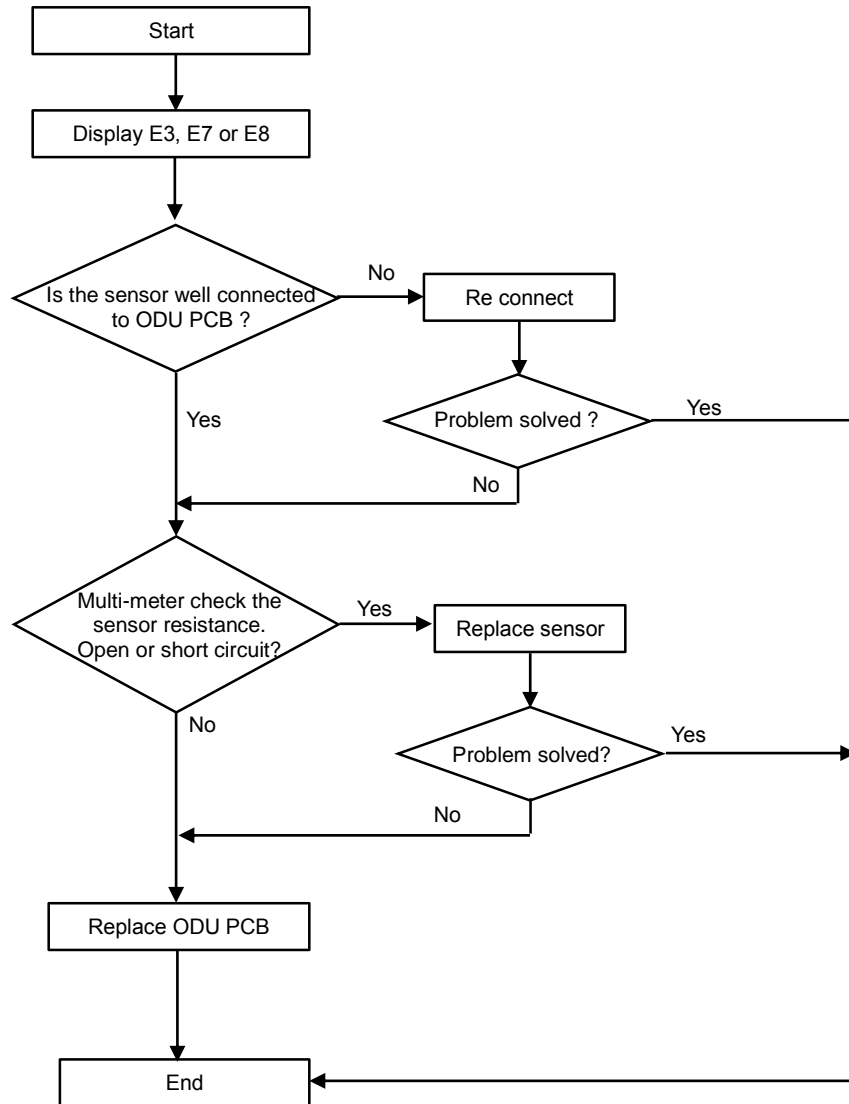 Start
Display E3, E7 or E8
Is the sensor well connected
to ODU PCB ?
No
Re connect
Yes
Problem solved ?
Yes
No
Multi-meter check the
sensor resistance.
Open or short circuit?
Yes
Replace sensor
No
Problem solved?
Yes
No
Replace ODU PCB
End